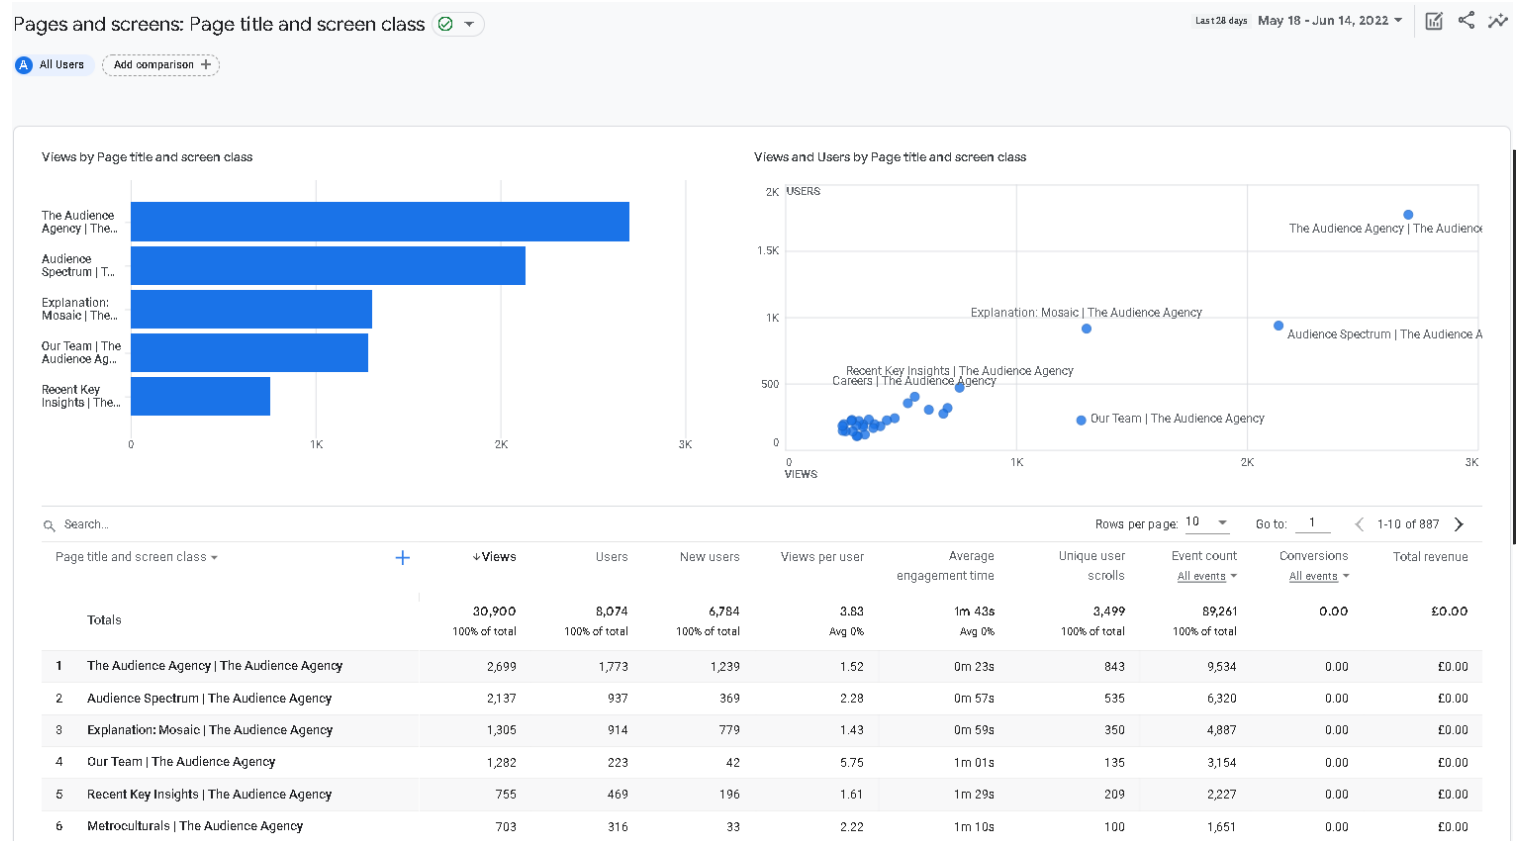 Pages and screens: Page title and screen class
Last 28 days May 18 - Jun 14, 2022
A All Users Add comparison +
Views by Page title and screen class
The Audience
Agency | The...
Audience
Spectrum | T...
Explanation:
Mosaic | The...
Our Team | The
Audience Ag...
Recent Key
Insights | The...
0 1K 2K 3K
Views and Users by Page title and screen class
2K USERS
The Audience Agency | The Audience
1.5K
Explanation: Mosaic | The Audience Agency
1K
Audience Spectrum | The Audience A
Recent Key Insights | The Audience Agency
Careers | The Audience Agency
500
Our Team | The Audience Agency
0
0 1K 2K 3K
VIEWS
Search... Rows per page: 10 Go to: 1 1-10 of 887
Page title and screen class + ↓Views Users New users Views per user Average Unique user Event count Conversions Total revenue
engagement time scrolls All events All events
Totals 30,900 8,074 6,784 3.83 1m 43s 3,499 89,261 0.00 £0.00
100% of total 100% of total 100% of total Avg 0% Avg 0% 100% of total 100% of total
1 The Audience Agency | The Audience Agency 2,699 1,773 1,239 1.52 0m 23s 843 9,534 0.00 £0.00
2 Audience Spectrum | The Audience Agency 2,137 937 369 2.28 0m 57s 535 6,320 0.00 £0.00
3 Explanation: Mosaic | The Audience Agency 1,305 914 779 1.43 0m 59s 350 4,887 0.00 £0.00
4 Our Team | The Audience Agency 1,282 223 42 5.75 1m 01s 135 3,154 0.00 £0.00
5 Recent Key Insights | The Audience Agency 755 469 196 1.61 1m 29s 209 2,227 0.00 £0.00
6 Metroculturals | The Audience Agency 703 316 33 2.22 1m 10s 100 1,651 0.00 £0.00